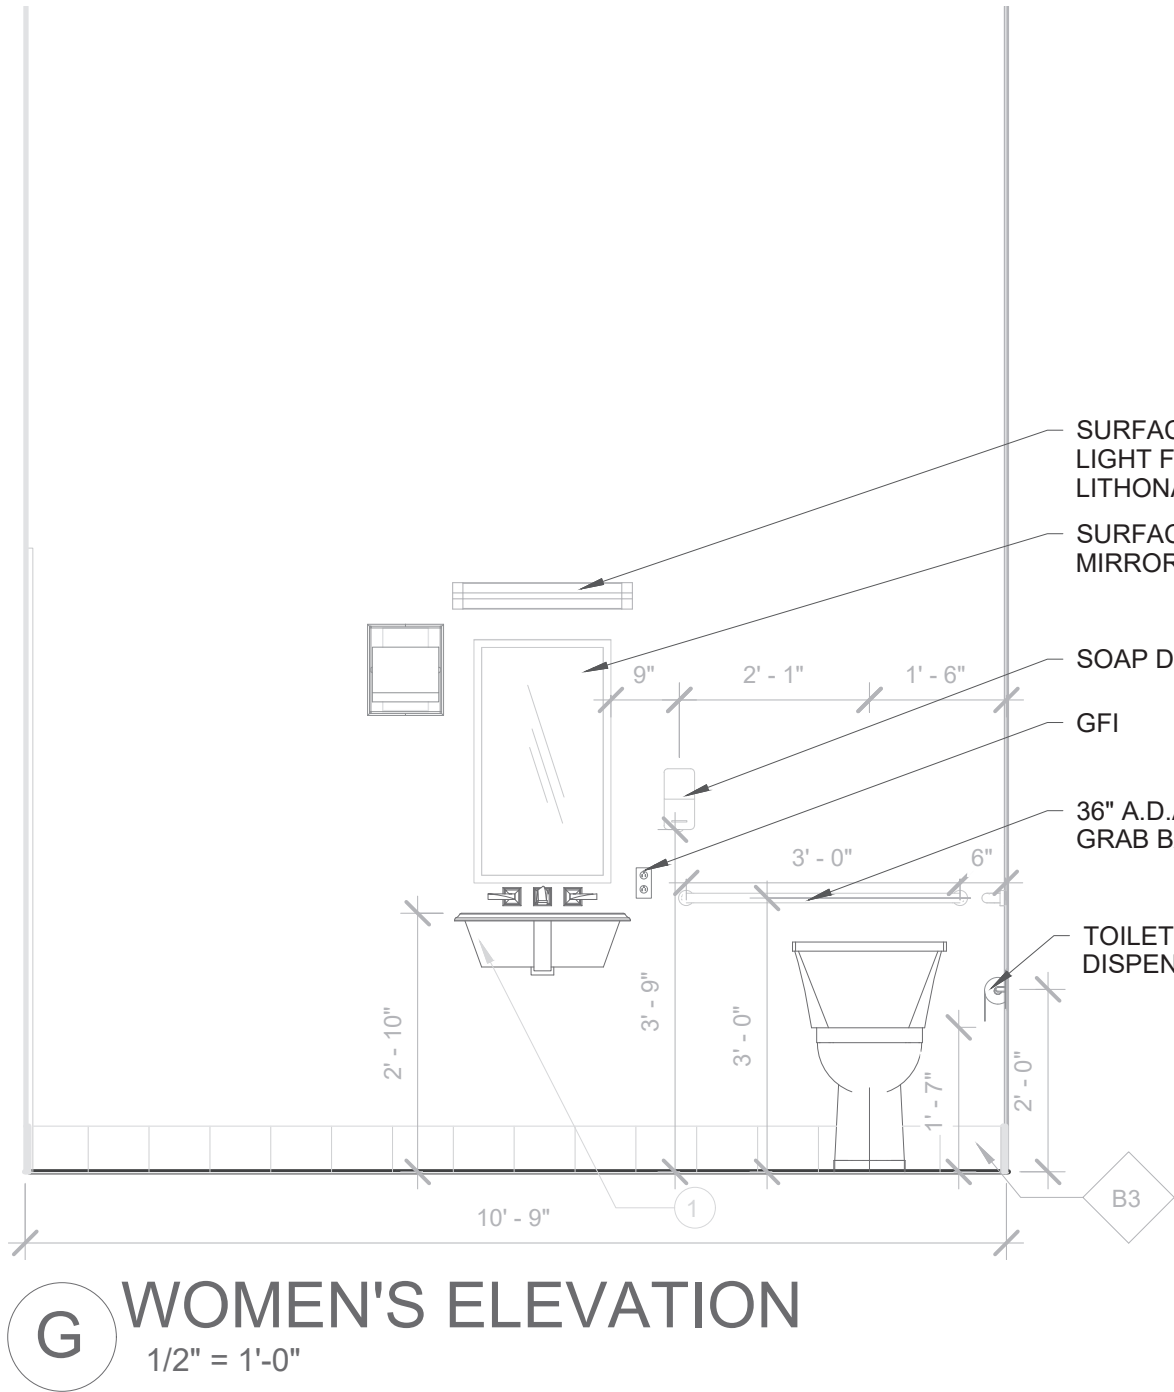 SURFAC
LIGHT F
LITHONA
SURFAC
MIRROR
9" 2' - 1" 1' - 6"
SOAP D
GFI
36" A.D.A
GRAB B
3' - 0" 6"
TOILET
DISPEN
2' - 10"
3' - 9"
3' - 0"
1' - 7"
2' - 0"
1
B3
10' - 9"
G WOMEN'S ELEVATION
1/2" = 1'-0"